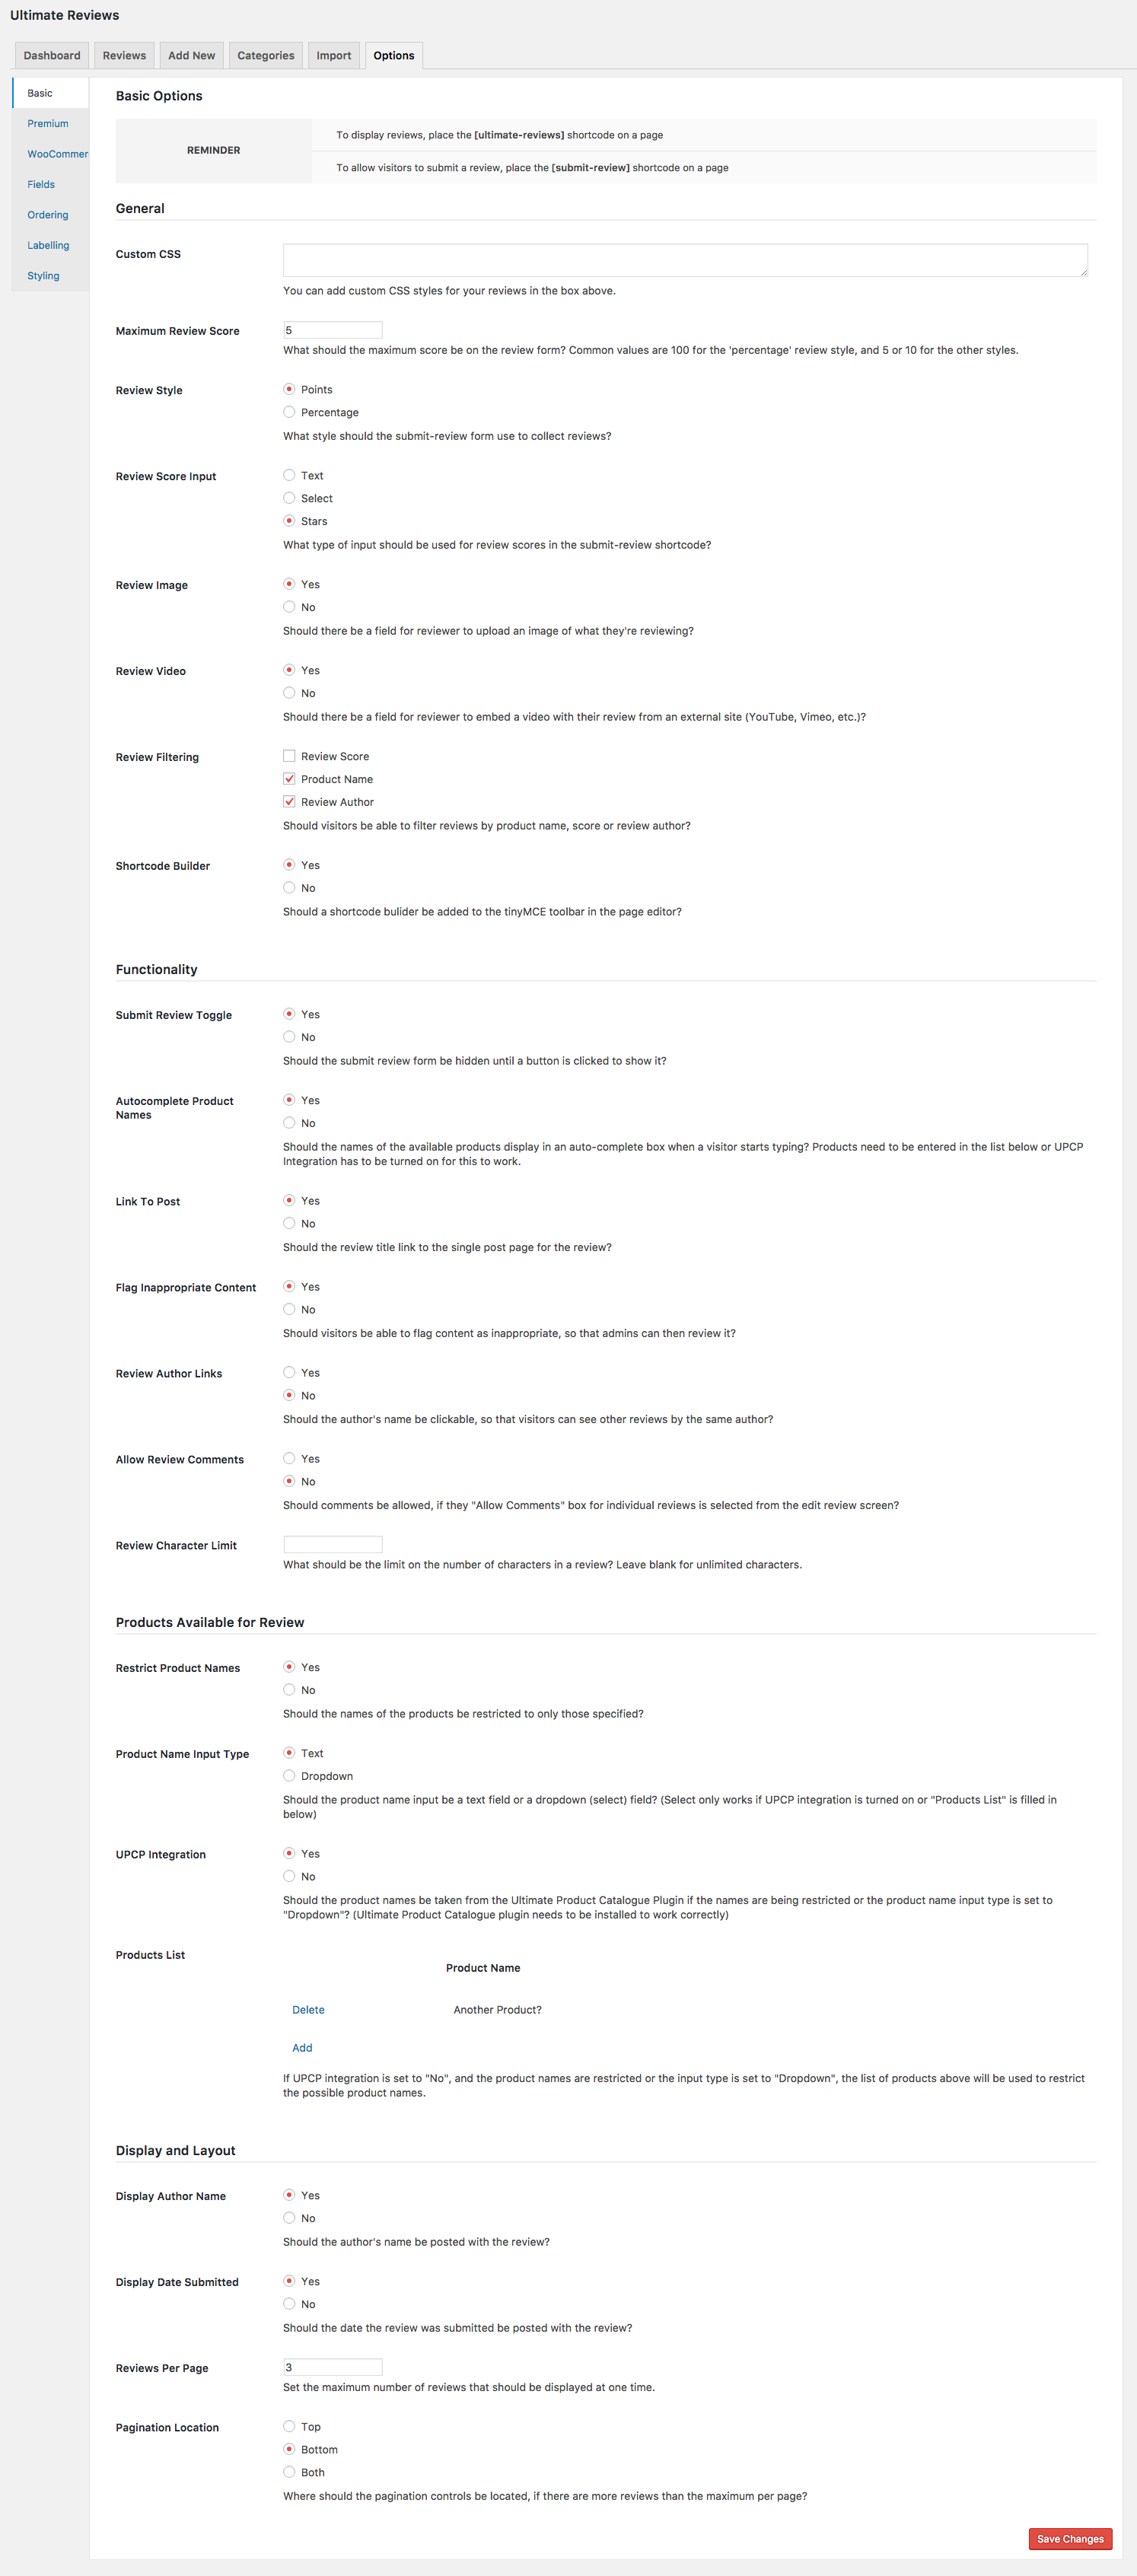 Ultimate Reviews
Dashboard
Reviews
Add New
Categories
Import
Options
Basic
Premium
WooCommer
Fields
Ordering
Labelling
Styling
Basic Options
REMINDER
To display reviews, place the [ultimate-reviews] shortcode on a page
To allow visitors to submit a review, place the [submit-review] shortcode on a page
General
Custom CSS
You can add custom CSS styles for your reviews in the box above.
Maximum Review Score
5
What should the maximum score be on the review form? Common values are 100 for the 'percentage' review style, and 5 or 10 for the other styles.
Review Style
Points
Percentage
What style should the submit-review form use to collect reviews?
Review Score Input
Text
Select
Stars
What type of input should be used for review scores in the submit-review shortcode?
Review Image
Yes
No
Should there be a field for reviewer to upload an image of what they're reviewing?
Review Video
Yes
No
Should there be a field for reviewer to embed a video with their review from an external site (YouTube, Vimeo, etc.)?
Review Filtering
Review Score
Product Name
Review Author
Should visitors be able to filter reviews by product name, score or review author?
Shortcode Builder
Yes
No
Should a shortcode bulider be added to the tinyMCE toolbar in the page editor?
Functionality
Submit Review Toggle
Yes
No
Should the submit review form be hidden until a button is clicked to show it?
Autocomplete Product
Names
Yes
No
Should the names of the available products display in an auto-complete box when a visitor starts typing? Products need to be entered in the list below or UPCP
Integration has to be turned on for this to work.
Link To Post
Yes
No
Should the review title link to the single post page for the review?
Flag Inappropriate Content
Yes
No
Should visitors be able to flag content as inappropriate, so that admins can then review it?
Review Author Links
Yes
No
Should the author's name be clickable, so that visitors can see other reviews by the same author?
Allow Review Comments
Yes
No
Should comments be allowed, if they "Allow Comments" box for individual reviews is selected from the edit review screen?
Review Character Limit
What should be the limit on the number of characters in a review? Leave blank for unlimited characters.
Products Available for Review
Restrict Product Names
Yes
No
Should the names of the products be restricted to only those specified?
Product Name Input Type
Text
Dropdown
Should the product name input be a text field or a dropdown (select) field? (Select only works if UPCP integration is turned on or "Products List" is filled in
below)
UPCP Integration
Yes
No
Should the product names be taken from the Ultimate Product Catalogue Plugin if the names are being restricted or the product name input type is set to
"Dropdown"? (Ultimate Product Catalogue plugin needs to be installed to work correctly)
Products List
Product Name
Delete
Another Product?
Add
If UPCP integration is set to "No", and the product names are restricted or the input type is set to "Dropdown", the list of products above will be used to restrict
the possible product names.
Display and Layout
Display Author Name
Yes
No
Should the author's name be posted with the review?
Display Date Submitted
Yes
No
Should the date the review was submitted be posted with the review?
Reviews Per Page
3
Set the maximum number of reviews that should be displayed at one time.
Pagination Location
Top
Bottom
Both
Where should the pagination controls be located, if there are more reviews than the maximum per page?
Save Changes